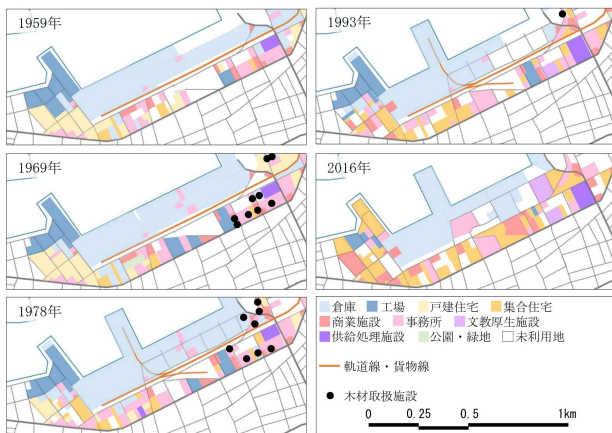 1959年
1969年
1978年
1993年
2016年
倉庫 工場 戸建住宅 集合住宅
商業施設 事務所 文教厚生施設
供給処理施設 公園・緑地 未利用地
軌道線・貨物線
木材取扱施設
0 0.25 0.5 1km